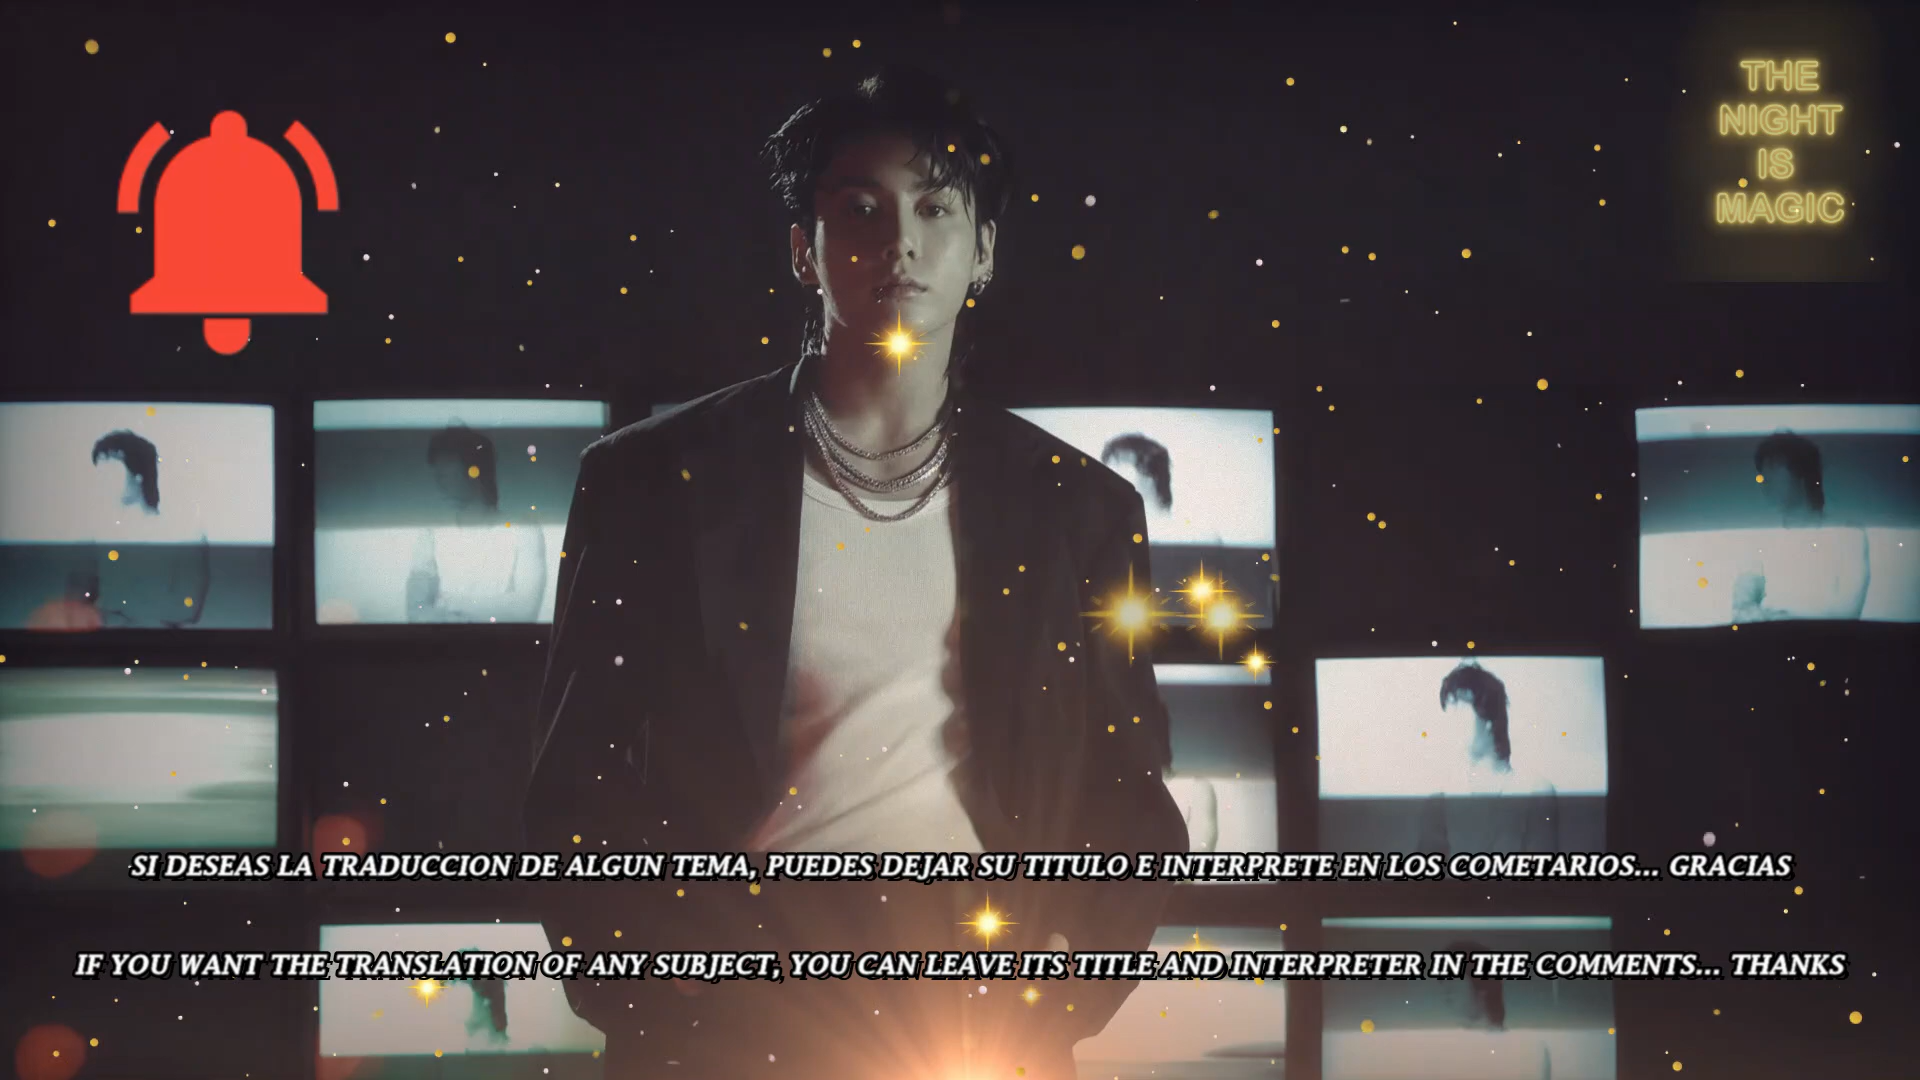 THE
NIGHT
IS
MAGIC
SI DESEAS LA TRADUCCION DE ALGUN TEMA, PUEDES DEJAR SU TITULO E INTERPRETE EN LOS COMETARIOS... GRACIAS
IF YOU WANT THE TRANSLATION OF ANY SUBJECT, YOU CAN LEAVE ITS TITLE AND INTERPRETER IN THE COMMENTS... THANKS